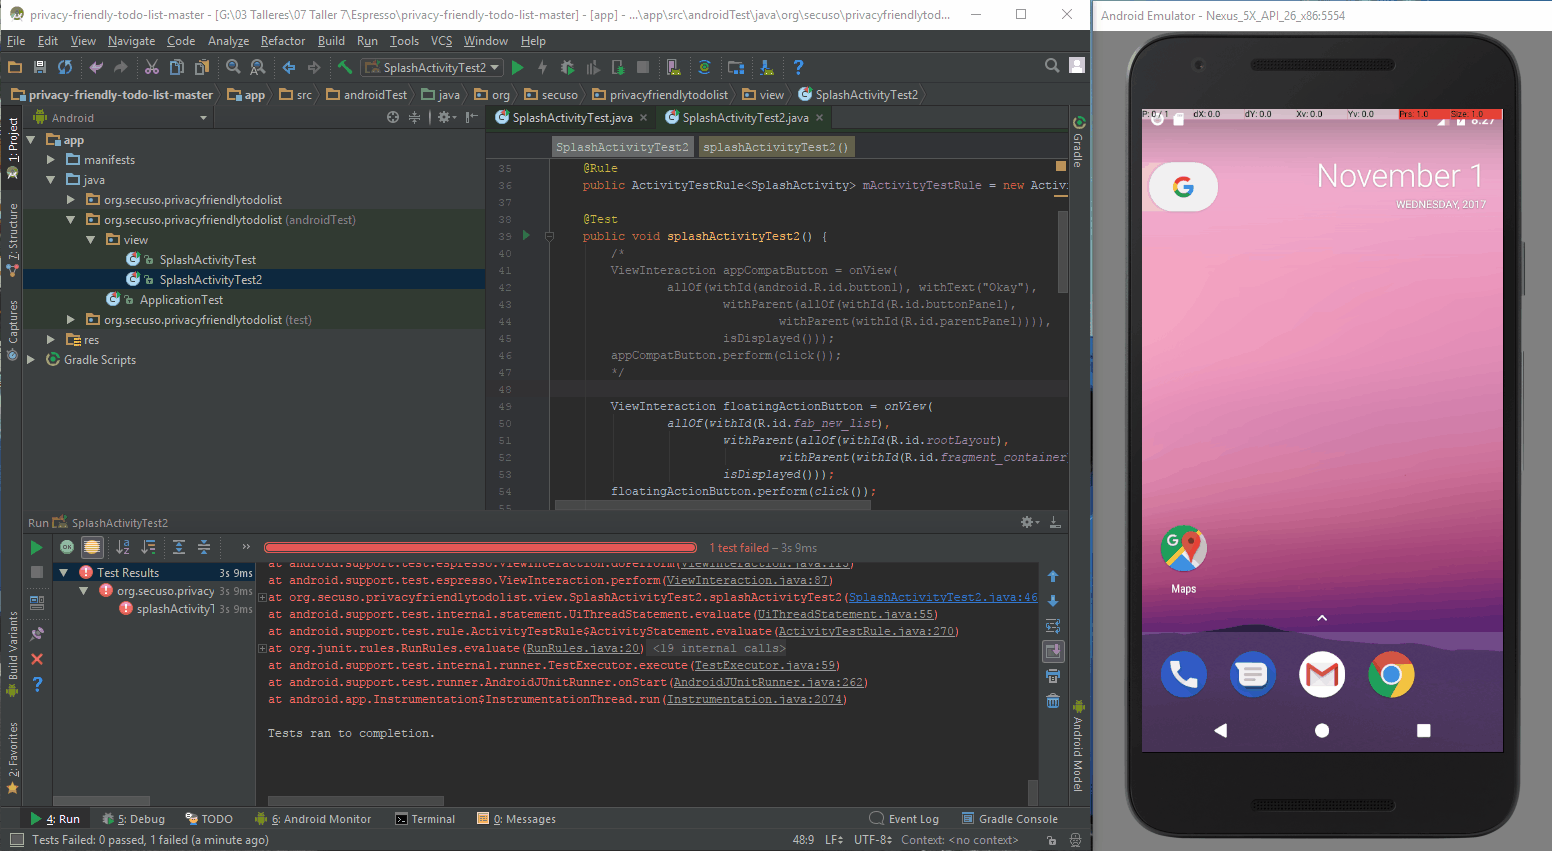 privacy-friendly-todo-list-master - [G:\03 Talleres\07 Taller 7\Espresso\privacy-friendly-todo-list-master] - [app] - ...\app\src\androidTest\java\org\secuso\privacyfriendlytod...
File Edit View Navigate Code Analyze Refactor Build Run Tools VCS Window Help
SplashActivityTest2
privacy-friendly-todo-list-master app src androidTest java org secuso privacyfriendlytodolist view SplashActivityTest2
Android
SplashActivityTest.java SplashActivityTest2.java
SplashActivityTest2 splashActivityTest2()
1: Project
7: Structure
Captures
Build Variants
2: Favorites
app
manifests
java
org.secuso.privacyfriendlytodolist
org.secuso.privacyfriendlytodolist (androidTest)
view
SplashActivityTest
SplashActivityTest2
ApplicationTest
org.secuso.privacyfriendlytodolist (test)
res
Gradle Scripts
35 @Rule
36 public ActivityTestRule<SplashActivity> mActivityTestRule = new Activ
37
38 @Test
39 public void splashActivityTest2() {
40 /*
41 ViewInteraction appCompatButton = onView(
42 allOf(withId(android.R.id.button1), withText("Okay"),
43 withParent(allOf(withId(R.id.buttonPanel),
44 withParent(withId(R.id.parentPanel)))),
45 isDisplayed()));
46 appCompatButton.perform(click());
47 */
48
49 ViewInteraction floatingActionButton = onView(
50 allOf(withId(R.id.fab_new_list),
51 withParent(allOf(withId(R.id.rootLayout),
52 withParent(withId(R.id.fragment_container
53 isDisplayed()));
54 floatingActionButton.perform(click());
55
Gradle
Android Model
Run SplashActivityTest2
OK
1 test failed – 3s 9ms
Test Results 3s 9ms
org.secuso.privacy 3s 9ms
splashActivityT 3s 9ms
at android.support.test.espresso.ViewInteraction.doPerform(ViewInteraction.java:115)
at android.support.test.espresso.ViewInteraction.perform(ViewInteraction.java:87)
at org.secuso.privacyfriendlytodolist.view.SplashActivityTest2.splashActivityTest2(SplashActivityTest2.java:46
at android.support.test.internal.statement.UiThreadStatement.evaluate(UiThreadStatement.java:55)
at android.support.test.rule.ActivityTestRule$ActivityStatement.evaluate(ActivityTestRule.java:270)
at org.junit.rules.RunRules.evaluate(RunRules.java:20) <19 internal calls>
at android.support.test.internal.runner.TestExecutor.execute(TestExecutor.java:59)
at android.support.test.runner.AndroidJUnitRunner.onStart(AndroidJUnitRunner.java:262)
at android.app.Instrumentation$InstrumentationThread.run(Instrumentation.java:2074)
Tests ran to completion.
4: Run 5: Debug TODO 6: Android Monitor Terminal 0: Messages Event Log Gradle Console
Tests Failed: 0 passed, 1 failed (a minute ago) 48:9 LF UTF-8 Context: <no context>
Android Emulator - Nexus_5X_API_26_x86:5554
P: 0 / 1 dX: 0.0 dY: 0.0 Xv: 0.0 Yv: 0.0 Prs: 1.0 Size: 1.0
8:27
G
November 1
WEDNESDAY, 2017
G
Maps